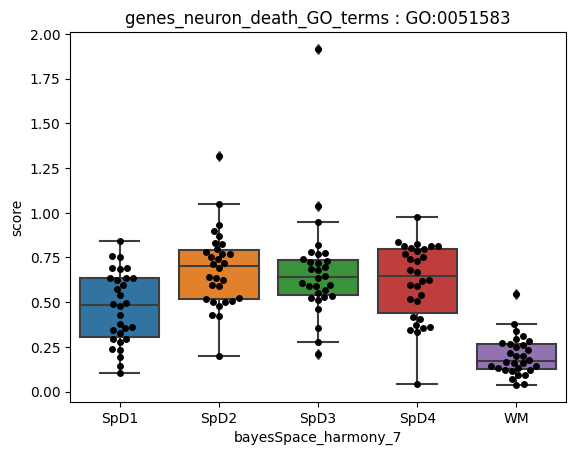 genes_neuron_death_GO_terms : GO:0051583
2.00
1.75
1.50
1.25
1.00
0.75
0.50
0.25
0.00
score
SpD1 SpD2 SpD3 SpD4 WM
bayesSpace_harmony_7